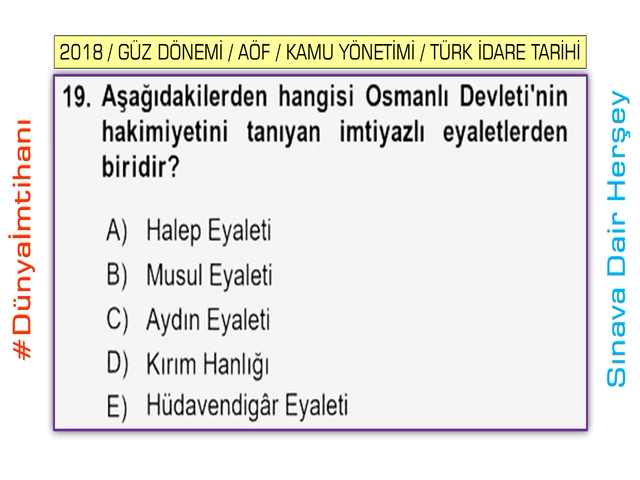 2018 / GÜZ DÖNEMİ / AÖF / KAMU YÖNETİMİ / TÜRK İDARE TARİHİ
#Dünyaİmtihanı
19. Aşağıdakilerden hangisi Osmanlı Devleti'nin
hakimiyetini tanıyan imtiyazlı eyaletlerden
biridir?
A) Halep Eyaleti
B) Musul Eyaleti
C) Aydın Eyaleti
D) Kırım Hanlığı
E) Hüdavendigâr Eyaleti
Sınava Dair Herşey